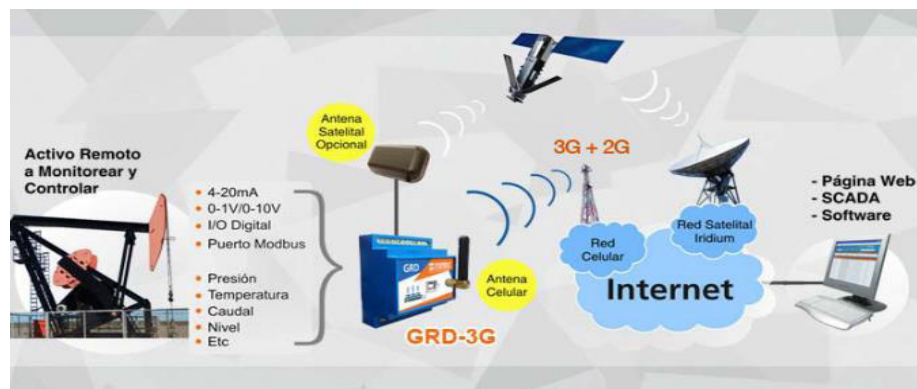 Activo Remoto
a Monitorear y
Controlar
4-20mA
0-1V/0-10V
I/O Digital
Puerto Modbus
Presión
Temperatura
Caudal
Nivel
Etc
Antena
Satelital
Opcional
GRD
Antena
Celular
GRD-3G
3G + 2G
Red
Celular
Red Satelital
Iridium
Internet
- Página Web
- SCADA
- Software